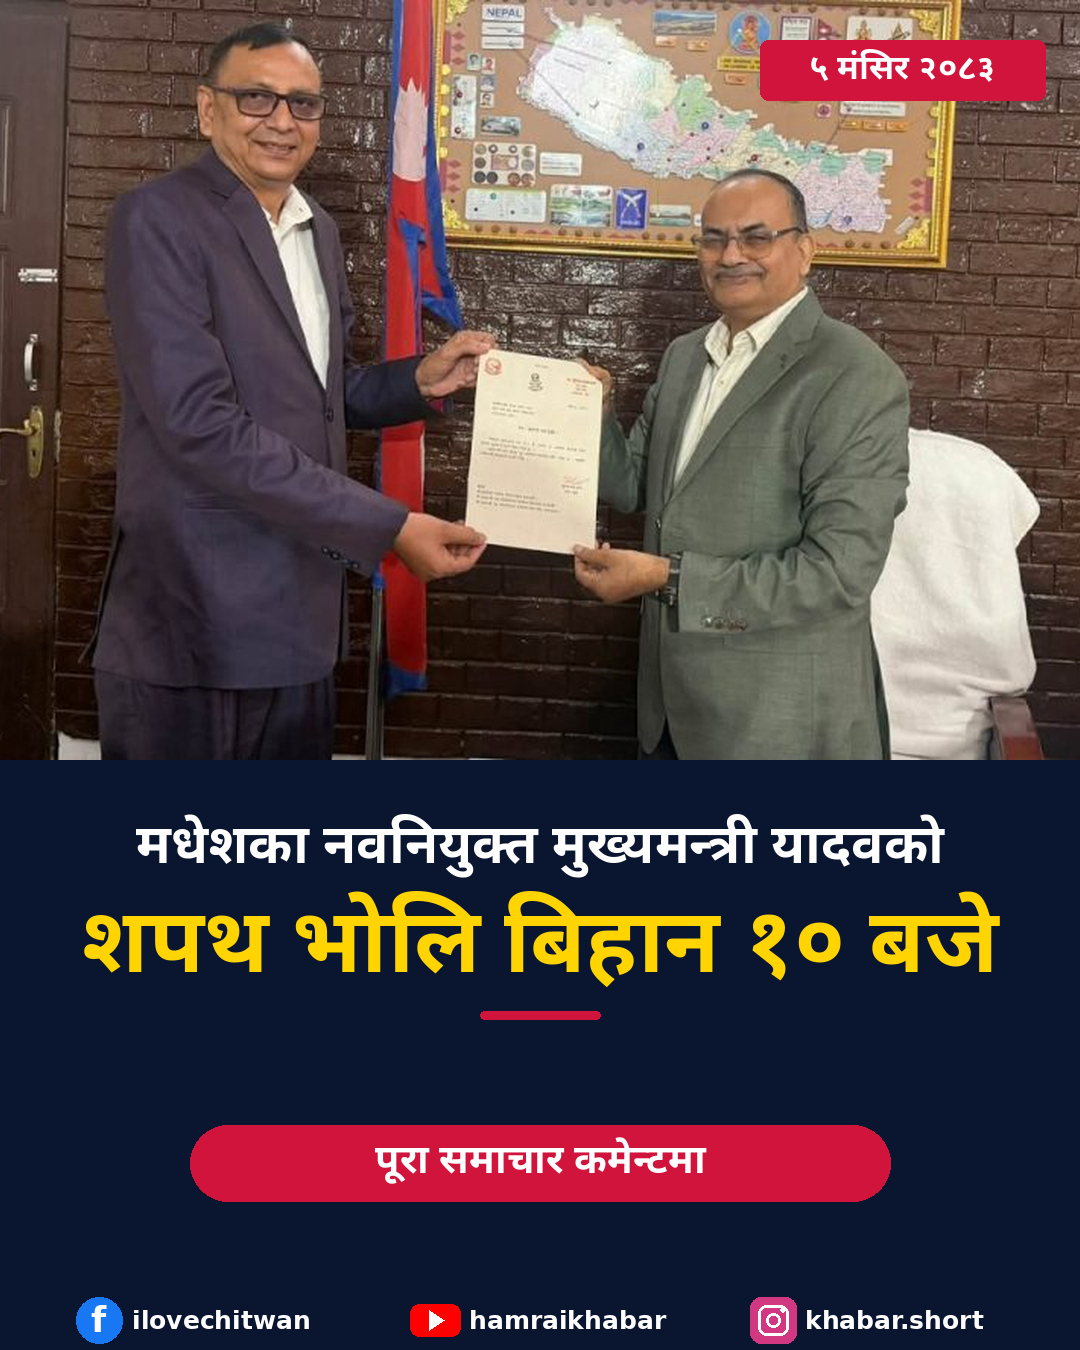 NEPAL
५ मंसिर २०८३
मधेशका नवनियुक्त मुख्यमन्त्री यादवको
शपथ भोलि बिहान १० बजे
पूरा समाचार कमेन्टमा
ilovechitwan
hamraikhabar
khabar.short